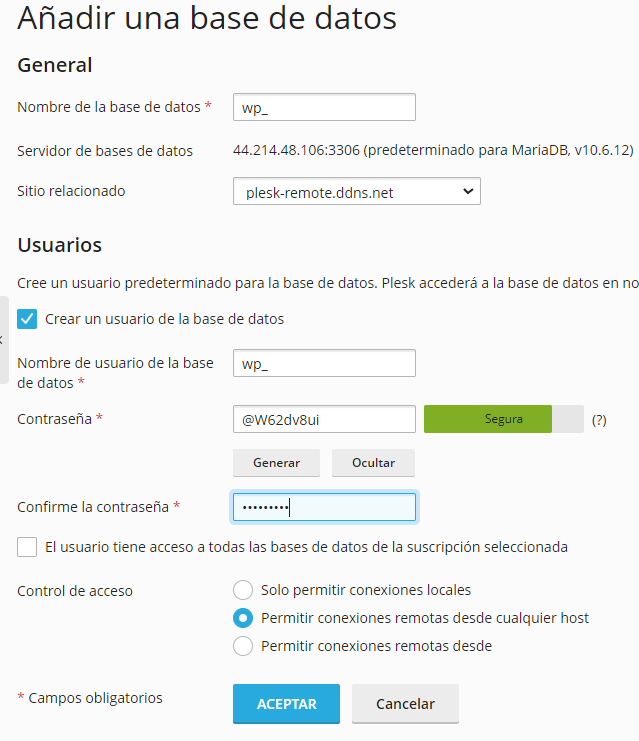 Añadir una base de datos
General
Nombre de la base de datos *
wp_
Servidor de bases de datos
44.214.48.106:3306 (predeterminado para MariaDB, v10.6.12)
Sitio relacionado
plesk-remote.ddns.net
Usuarios
Cree un usuario predeterminado para la base de datos. Plesk accederá a la base de datos en no
Crear un usuario de la base de datos
Nombre de usuario de la base
de datos *
wp_
Contraseña *
@W62dv8ui
Segura
(?)
Generar
Ocultar
Confirme la contraseña *
•••••••••
El usuario tiene acceso a todas las bases de datos de la suscripción seleccionada
Control de acceso
Solo permitir conexiones locales
Permitir conexiones remotas desde cualquier host
Permitir conexiones remotas desde
* Campos obligatorios
ACEPTAR
Cancelar